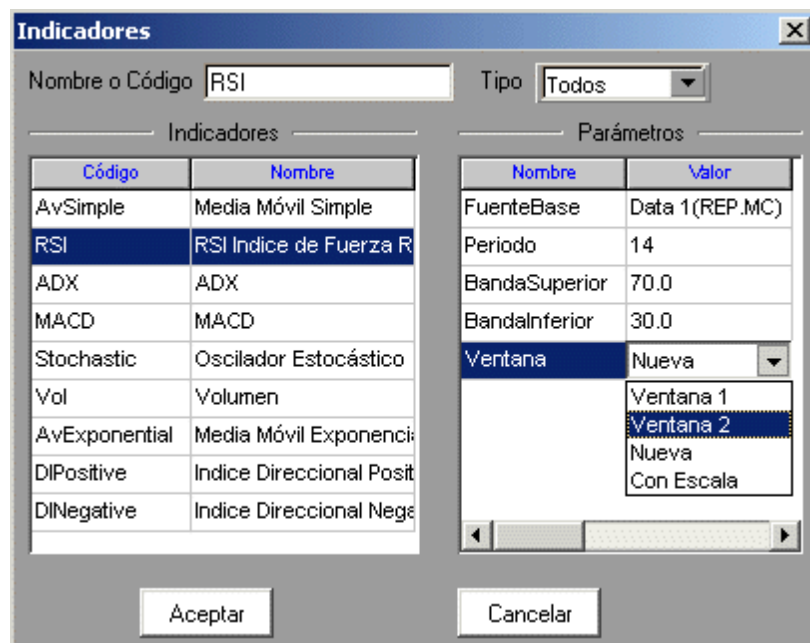 Indicadores
Nombre o Código RSI Tipo Todos
Indicadores
Código Nombre
AvSimple Media Móvil Simple
RSI RSI Indice de Fuerza R
ADX ADX
MACD MACD
Stochastic Oscilador Estocástico
Vol Volumen
AvExponential Media Móvil Exponenci
DIPositive Indice Direccional Posit
DINegative Indice Direccional Nega
Parámetros
Nombre Valor
FuenteBase Data 1(REP.MC)
Periodo 14
BandaSuperior 70.0
BandaInferior 30.0
Ventana Nueva
Ventana 1
Ventana 2
Nueva
Con Escala
Aceptar Cancelar